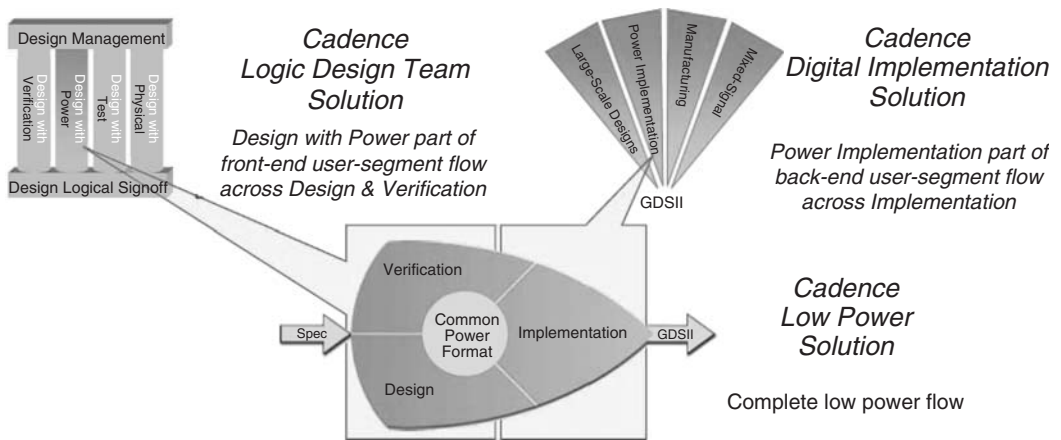 Design Management
Design with
Verification
Design with
Power
Design with
Test
Design with
Physical
Design Logical Signoff
Cadence
Logic Design Team
Solution
Design with Power part of
front-end user-segment flow
across Design & Verification
Large-Scale Designs
Power Implementation
Manufacturing
Mixed-Signal
GDSII
Cadence
Digital Implementation
Solution
Power Implementation part of
back-end user-segment flow
across Implementation
Spec
Verification
Common
Power
Format
Implementation
Design
GDSII
Cadence
Low Power
Solution
Complete low power flow